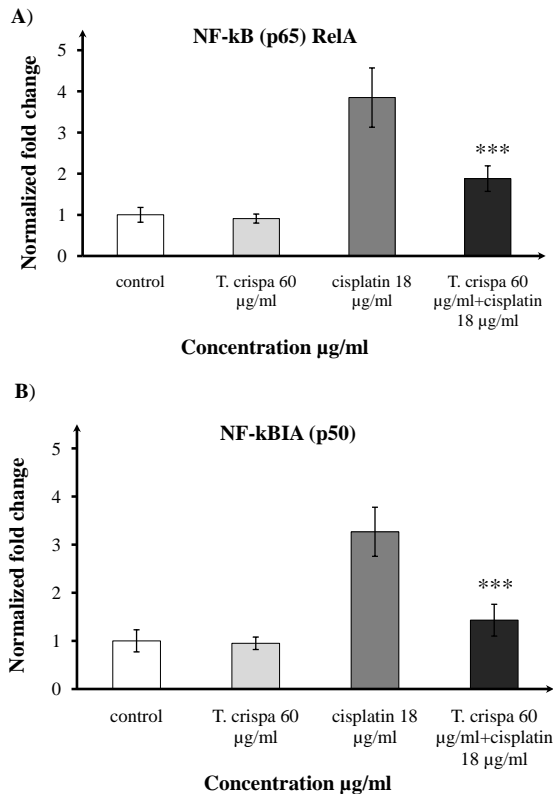 A)
NF-kB (p65) RelA
Normalized fold change
5
4
3
2
1
0
***
control
T. crispa 60
µg/ml
cisplatin 18
µg/ml
T. crispa 60
µg/ml+cisplatin
18 µg/ml
Concentration µg/ml
B)
NF-kBIA (p50)
Normalized fold change
5
4
3
2
1
0
***
control
T. crispa 60
µg/ml
cisplatin 18
µg/ml
T. crispa 60
µg/ml+cisplatin
18 µg/ml
Concentration µg/ml